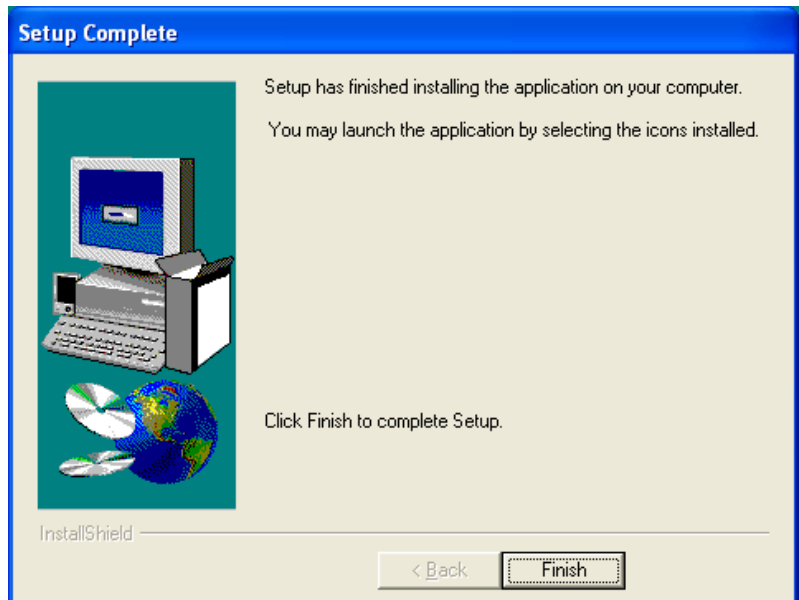 Setup Complete
Setup has finished installing the application on your computer.
You may launch the application by selecting the icons installed.
Click Finish to complete Setup.
InstallShield
< Back
Finish